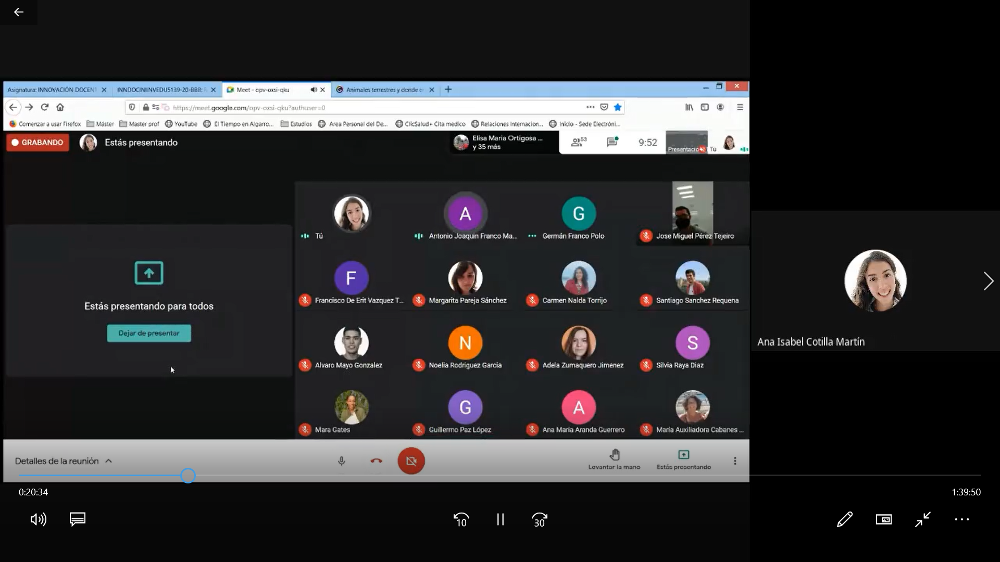 Asignatura: INNOVACIÓN DOCENT
INNDOCINIINVEDU5139-20-BBB:
Meet - opv-oxsi-qku
Animales terrestres y donde e
https://meet.google.com/opv-oxsi-qku?authuser=0
Comenzar a usar Firefox
Máster
Master prof
YouTube
El Tiempo en Algarro...
Estudios
Area Personal del De...
ClicSalud+ Cita medico
Relaciones Internacion...
Inicio - Sede Electróni...
GRABANDO
Estás presentando
Elisa Maria Ortigosa ...
y 35 más
53
9:52
Presentació
Tú
Tú
Antonio Joaquin Franco Ma...
Germán Franco Polo
Jose Miguel Pérez Tejeiro
Estás presentando para todos
Dejar de presentar
F
Francisco De Erit Vazquez T...
Margarita Pareja Sánchez
Carmen Nalda Torrijo
Santiago Sanchez Requena
A
G
Alvaro Mayo Gonzalez
N
Noelia Rodriguez Garcia
Adela Zumaquero Jimenez
S
Silvia Raya Diaz
Mara Gates
G
Guillermo Paz López
A
Ana Maria Aranda Guerrero
María Auxiliadora Cabanes ...
Ana Isabel Cotilla Martín
Detalles de la reunión
Levantar la mano
Estás presentando
0:20:34
1:39:50
10
30